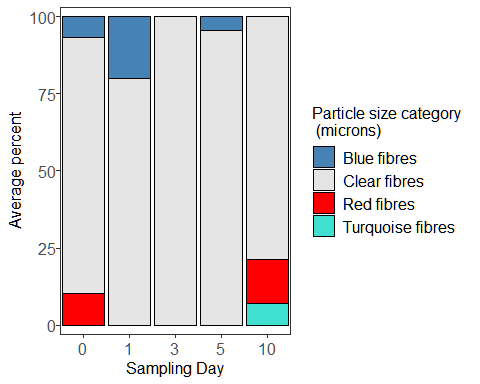 100
75
50
25
0
Average percent
0 1 3 5 10
Sampling Day
Particle size category
(microns)
Blue fibres
Clear fibres
Red fibres
Turquoise fibres